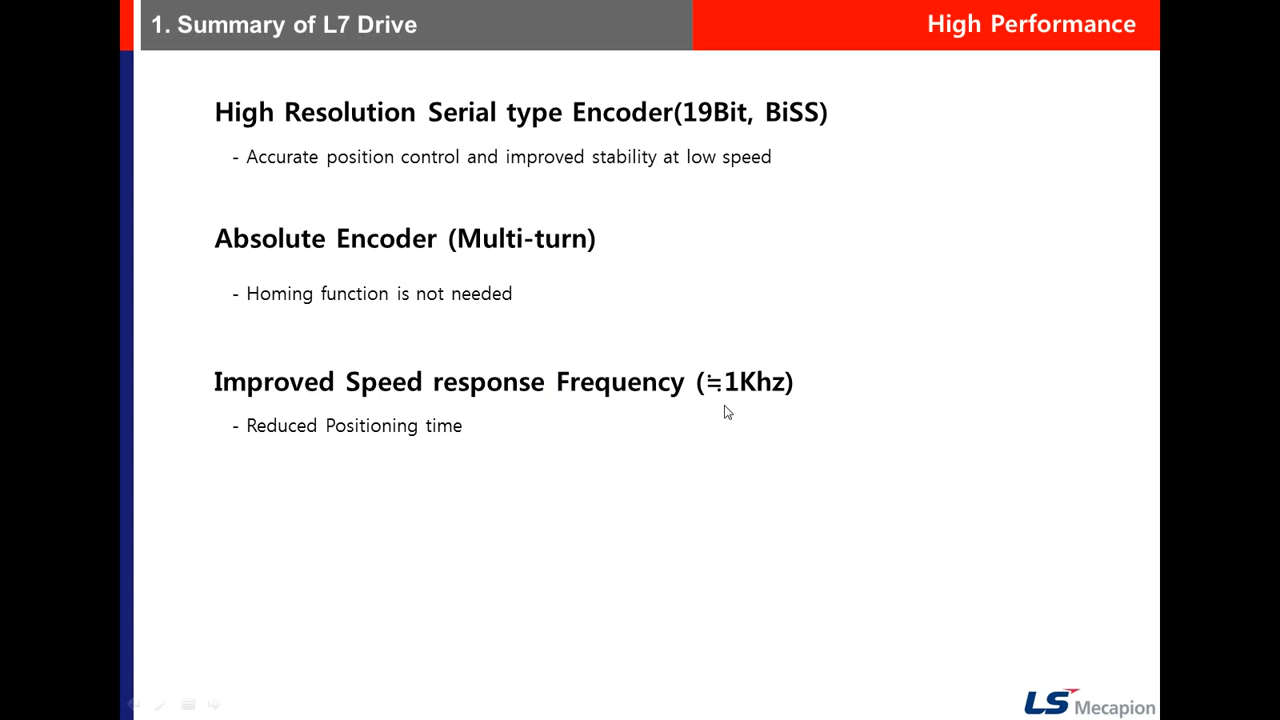 1. Summary of L7 Drive
High Performance
High Resolution Serial type Encoder(19Bit, BiSS)
- Accurate position control and improved stability at low speed
Absolute Encoder (Multi-turn)
- Homing function is not needed
Improved Speed response Frequency (≒1Khz)
- Reduced Positioning time
LS Mecapion